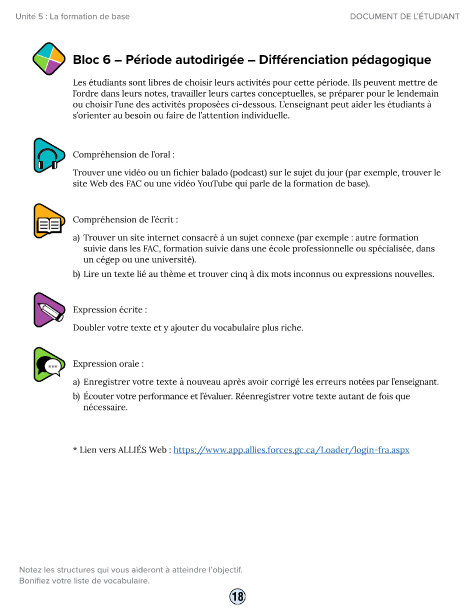 Unité 5 : La formation de base
DOCUMENT DE L'ÉTUDIANT
Bloc 6 – Période autodirigée – Différenciation pédagogique
Les étudiants sont libres de choisir leurs activités pour cette période. Ils peuvent mettre de
l'ordre dans leurs notes, travailler leurs cartes conceptuelles, se préparer pour le lendemain
ou choisir l'une des activités proposées ci-dessous. L'enseignant peut aider les étudiants à
s'orienter au besoin ou faire de l'attention individuelle.
Compréhension de l'oral :
Trouver une vidéo ou un fichier balado (podcast) sur le sujet du jour (par exemple, trouver le
site Web des FAC ou une vidéo YouTube qui parle de la formation de base).
Compréhension de l'écrit :
a) Trouver un site internet consacré à un sujet connexe (par exemple : autre formation
suivie dans les FAC, formation suivie dans une école professionnelle ou spécialisée, dans
un cégep ou une université).
b) Lire un texte lié au thème et trouver cinq à dix mots inconnus ou expressions nouvelles.
Expression écrite :
Doubler votre texte et y ajouter du vocabulaire plus riche.
Expression orale :
a) Enregistrer votre texte à nouveau après avoir corrigé les erreurs notées par l'enseignant.
b) Écouter votre performance et l'évaluer. Réenregistrer votre texte autant de fois que
nécessaire.
* Lien vers ALLIÉS Web : https://www.app.allies.forces.gc.ca/Loader/login-fra.aspx
Notez les structures qui vous aideront à atteindre l'objectif.
Bonifiez votre liste de vocabulaire.
18